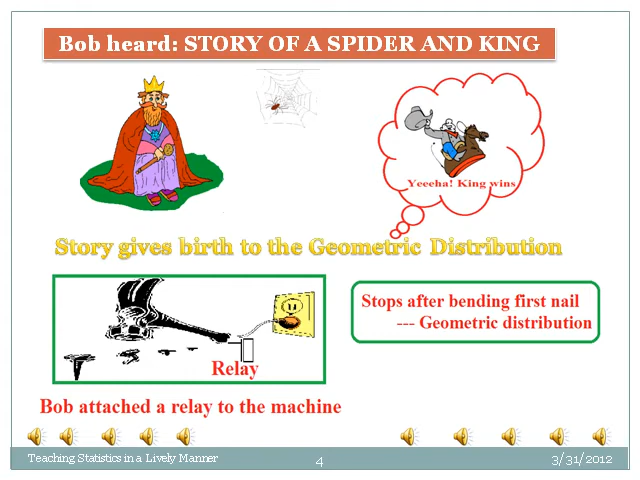 Bob heard: STORY OF A SPIDER AND KING
Yeeeha! King wins
Story gives birth to the Geometric Distribution
Stops after bending first nail
--- Geometric distribution
Relay
Bob attached a relay to the machine
Teaching Statistics in a Lively Manner
4
3/31/2012